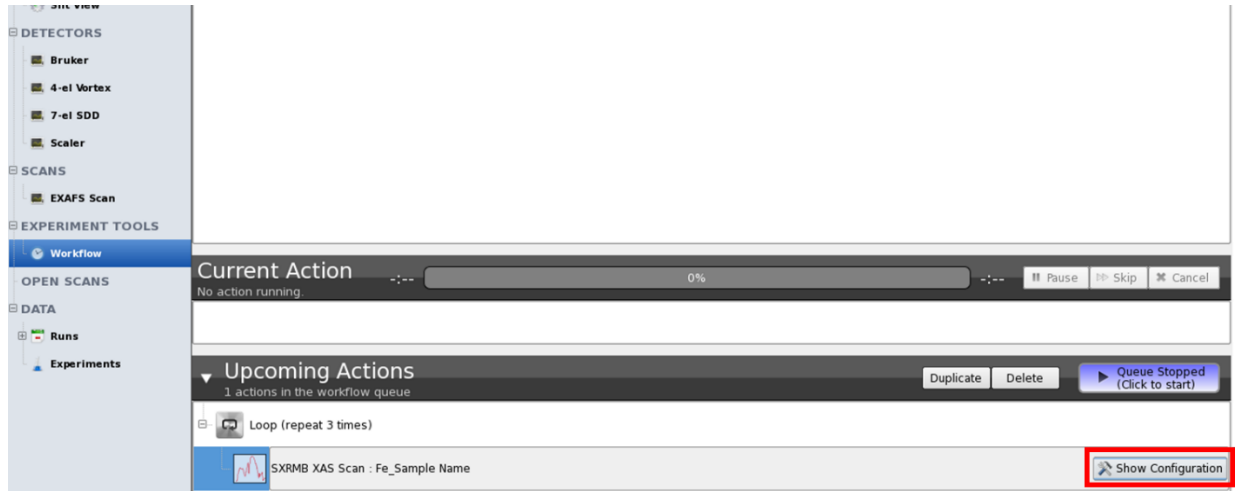 Slit View
DETECTORS
Bruker
4-el Vortex
7-el SDD
Scaler
SCANS
EXAFS Scan
EXPERIMENT TOOLS
Workflow
OPEN SCANS
DATA
Runs
Experiments
Current Action
No action running.
-:--
0%
-:--
Pause
Skip
Cancel
Upcoming Actions
1 actions in the workflow queue
Duplicate
Delete
Queue Stopped
(Click to start)
Loop (repeat 3 times)
SXRMB XAS Scan : Fe_Sample Name
Show Configuration